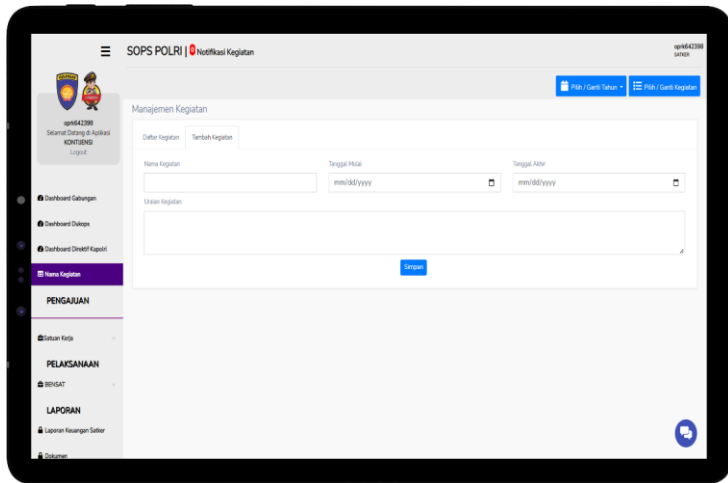 SOPS POLRI | 0 Notifikasi Kegiatan
oprk642398
SATKER
Pilih / Ganti Tahun
Pilih / Ganti Kegiatan
oprk642398
Selamat Datang di Aplikasi
KONTIJENSI
Logout
Dashboard Gabungan
Dashboard Dukops
Dashboard Direktif Kapolri
Nama Kegiatan
PENGAJUAN
Satuan Kerja
PELAKSANAAN
BENSAT
LAPORAN
Laporan Keuangan Satker
Dokumen
Manajemen Kegiatan
Daftar Kegiatan
Tambah Kegiatan
Nama Kegiatan
Tanggal Mulai
Tanggal Akhir
mm/dd/yyyy
mm/dd/yyyy
Uraian Kegiatan
Simpan